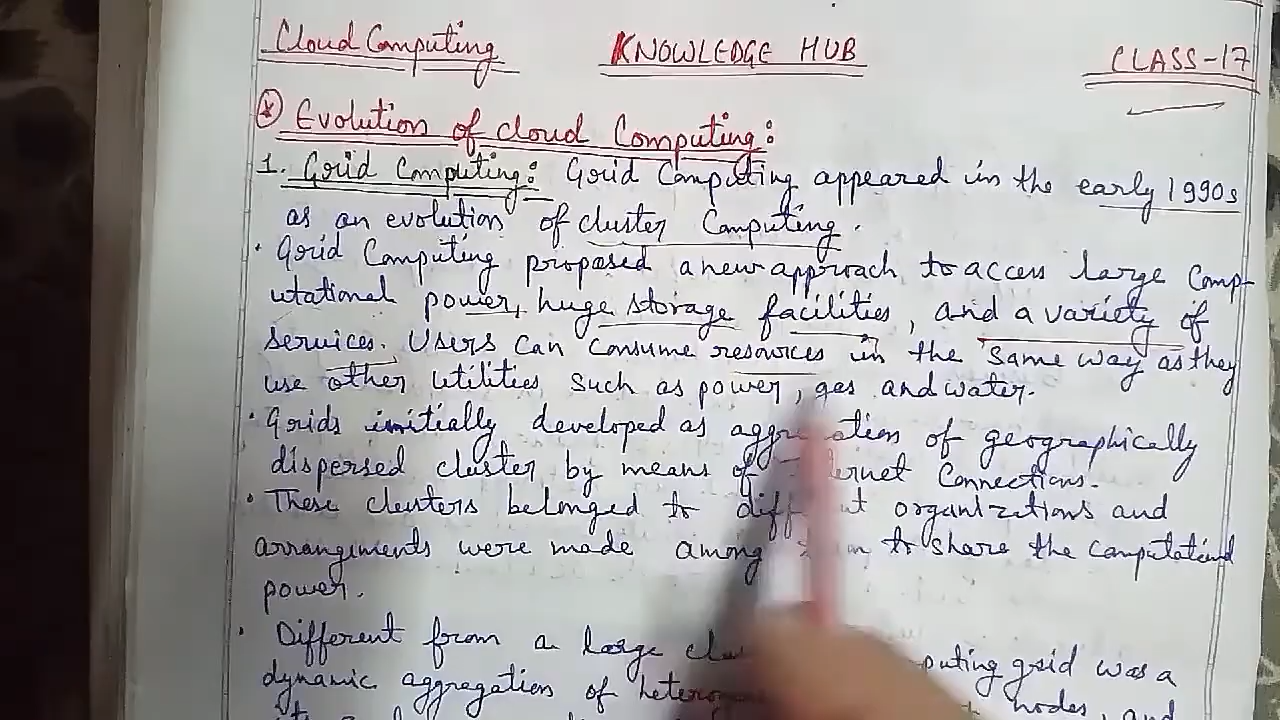 Cloud Computing KNOWLEDGE HUB CLASS-17
* Evolution of cloud Computing:
1. Grid Computing: Grid Computing appeared in the early 1990s
as an evolution of cluster Computing.
• Grid Computing proposed a new approach to access large Comp-
utational power, huge storage facilities, and a variety of
services. Users can consume resources in the same way as they
use other utilities such as power, gas and water.
• Grids initially developed as of geographically
dispersed cluster by means of Connections.
• These clusters belonged to organizations and
arrangements were made among to share the computational
power.
• Different from a large grid was a
dynamic aggregation of nodes, and